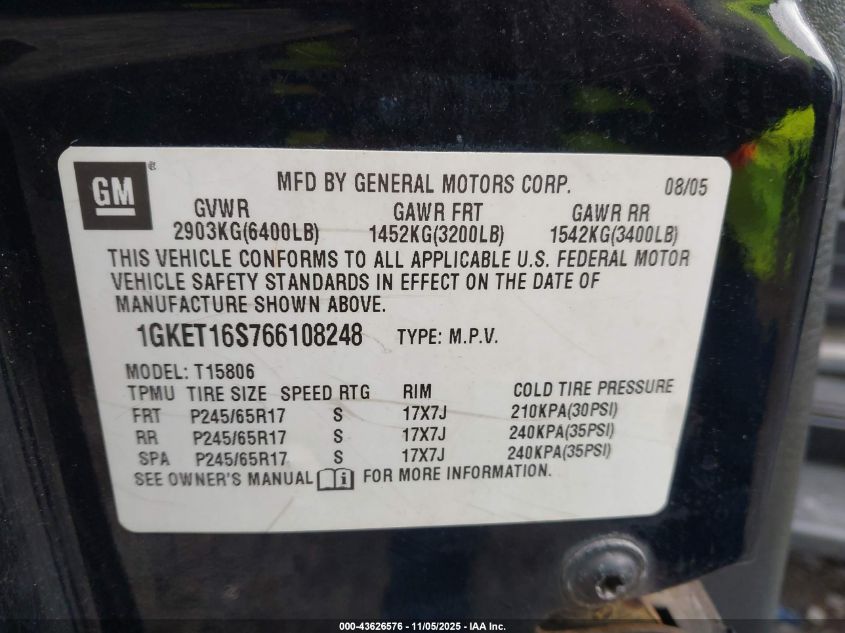 GM ®
MFD BY GENERAL MOTORS CORP. 08/05
GVWR GAWR FRT GAWR RR
2903KG(6400LB) 1452KG(3200LB) 1542KG(3400LB)
THIS VEHICLE CONFORMS TO ALL APPLICABLE U.S. FEDERAL MOTOR
VEHICLE SAFETY STANDARDS IN EFFECT ON THE DATE OF
MANUFACTURE SHOWN ABOVE.
1GKET16S766108248 TYPE: M.P.V.
MODEL: T15806
TPMU TIRE SIZE SPEED RTG RIM COLD TIRE PRESSURE
FRT P245/65R17 S 17X7J 210KPA(30PSI)
RR P245/65R17 S 17X7J 240KPA(35PSI)
SPA P245/65R17 S 17X7J 240KPA(35PSI)
SEE OWNER'S MANUAL i FOR MORE INFORMATION.
000-43626576 - 11/05/2025 - IAA Inc.